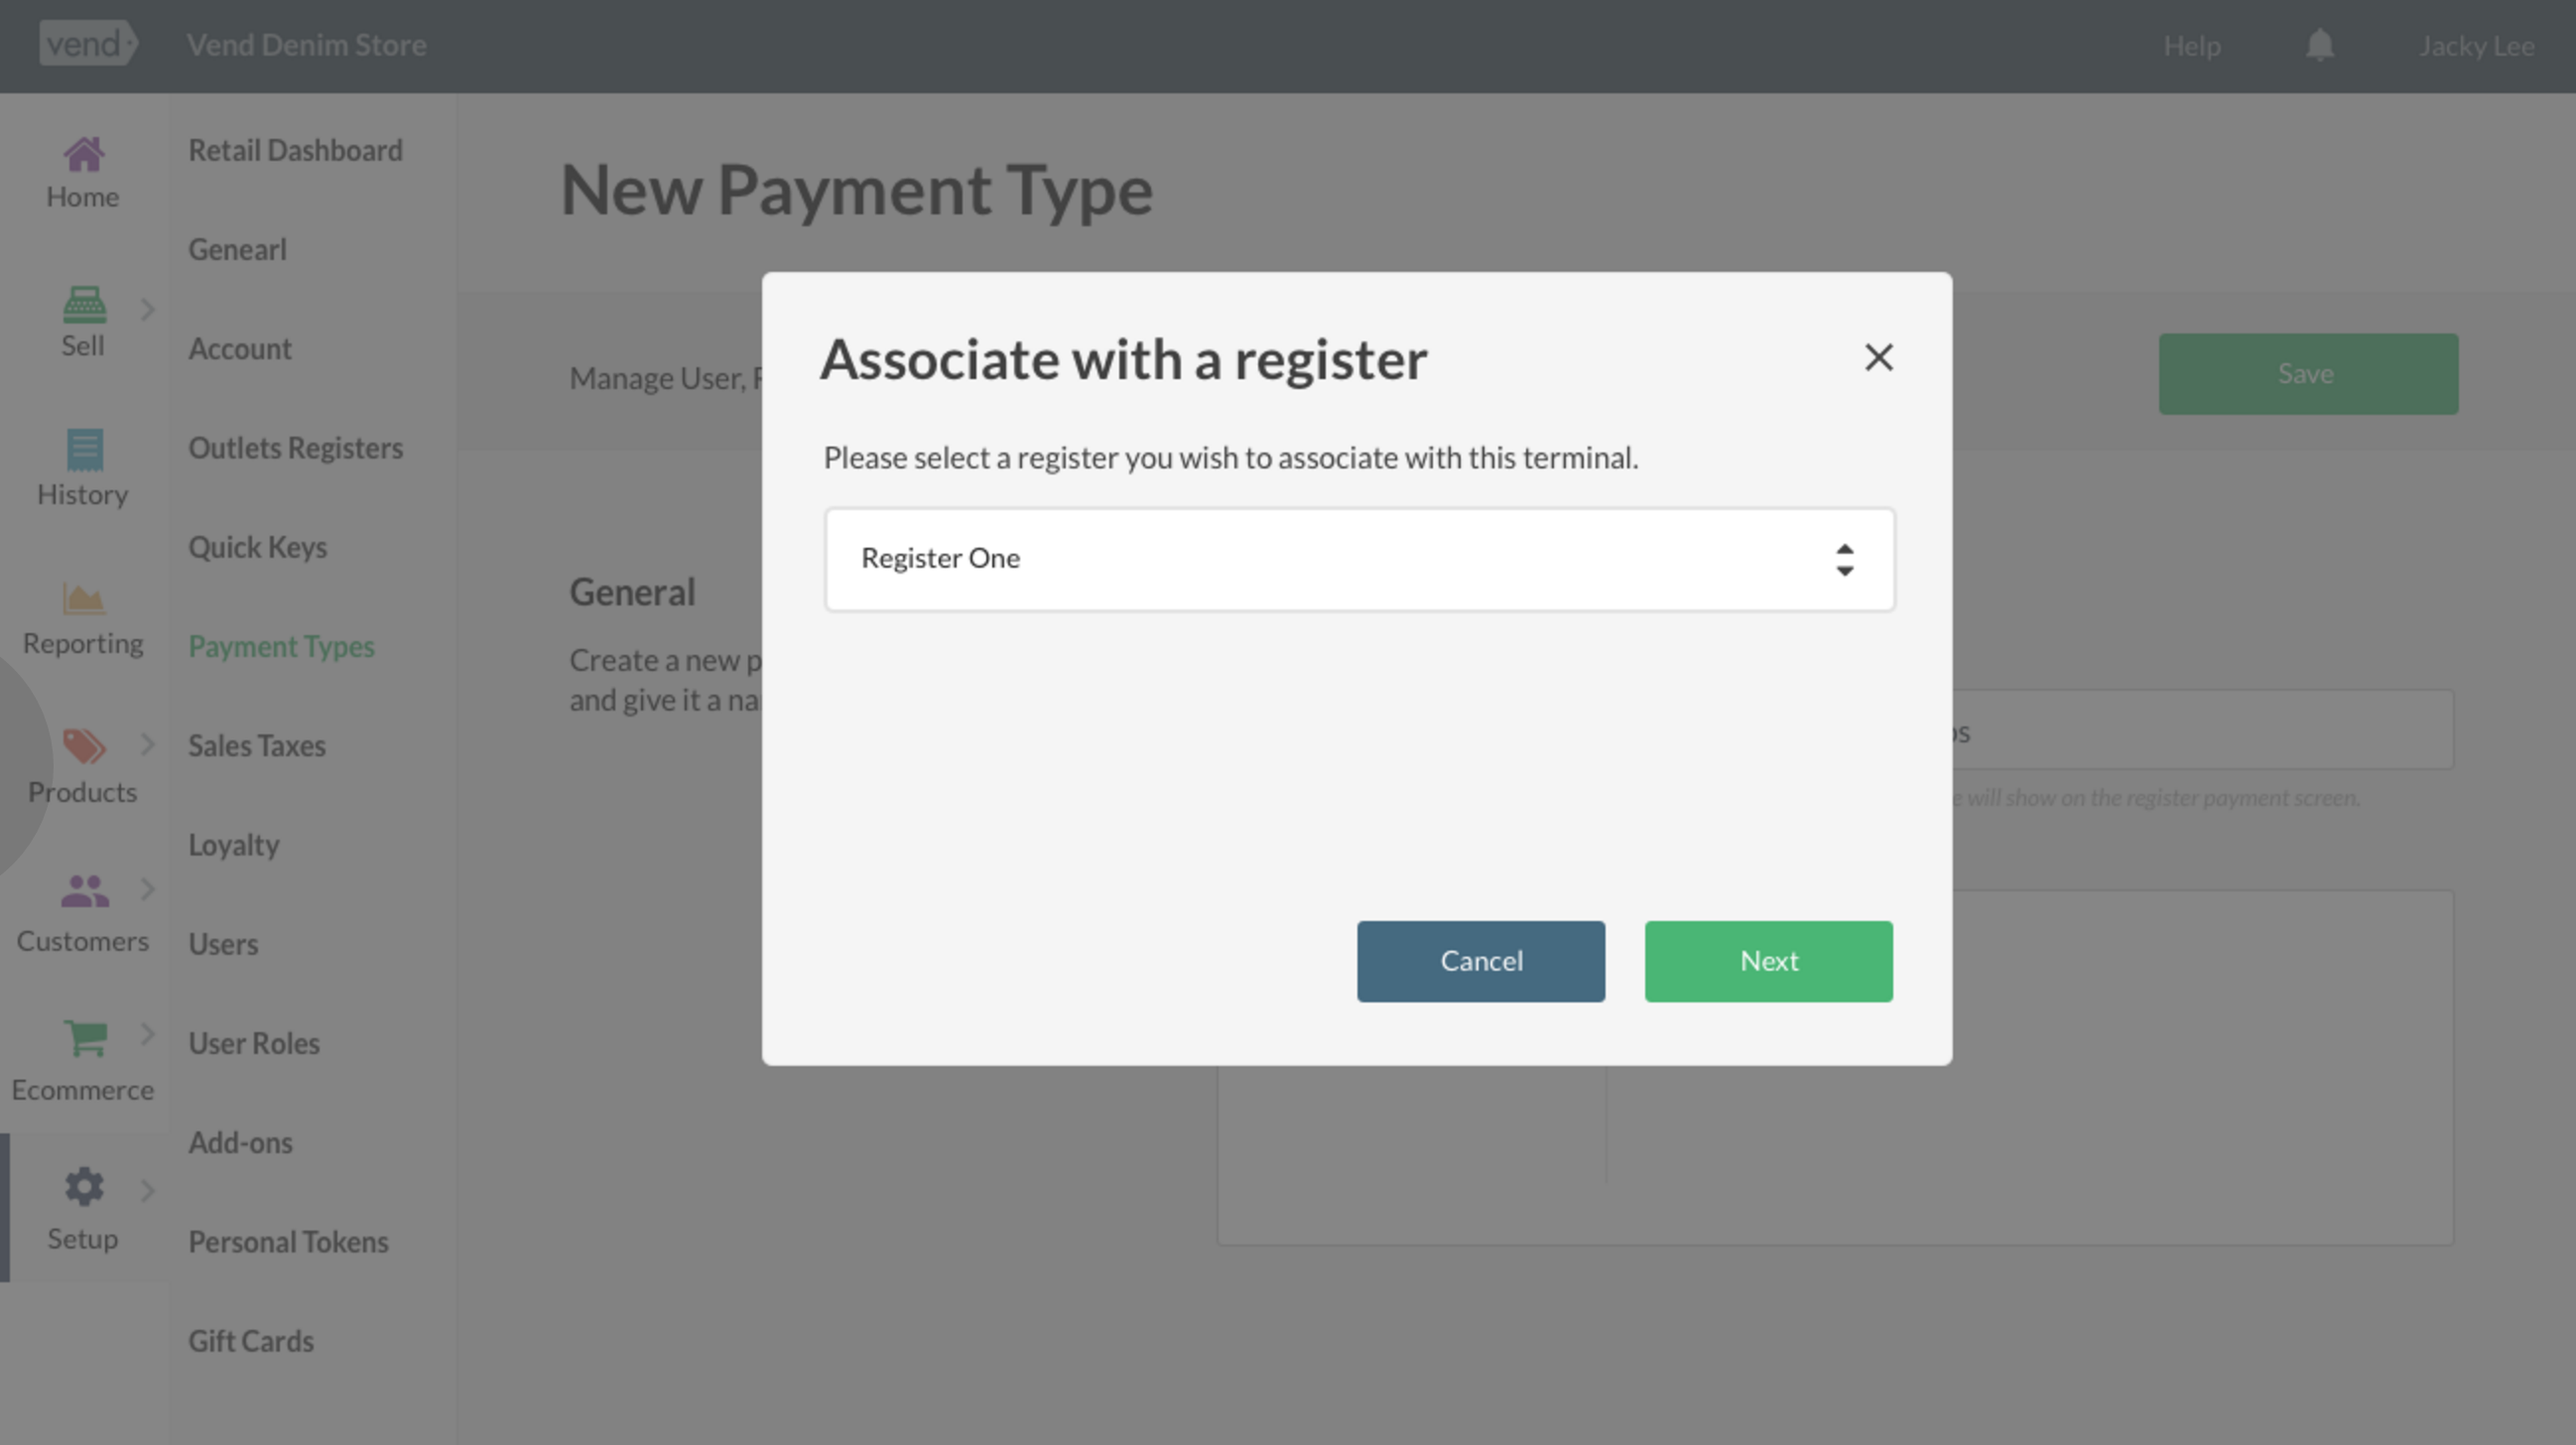 vend
Vend Denim Store
Help
Jacky Lee
Home
Sell
History
Reporting
Products
Customers
Ecommerce
Setup
Retail Dashboard
Genearl
Account
Outlets Registers
Quick Keys
Payment Types
Sales Taxes
Loyalty
Users
User Roles
Add-ons
Personal Tokens
Gift Cards
New Payment Type
Manage User,
Save
General
Create a new
and give it a
will show on the register payment screen.
Associate with a register
Please select a register you wish to associate with this terminal.
Register One
Cancel
Next